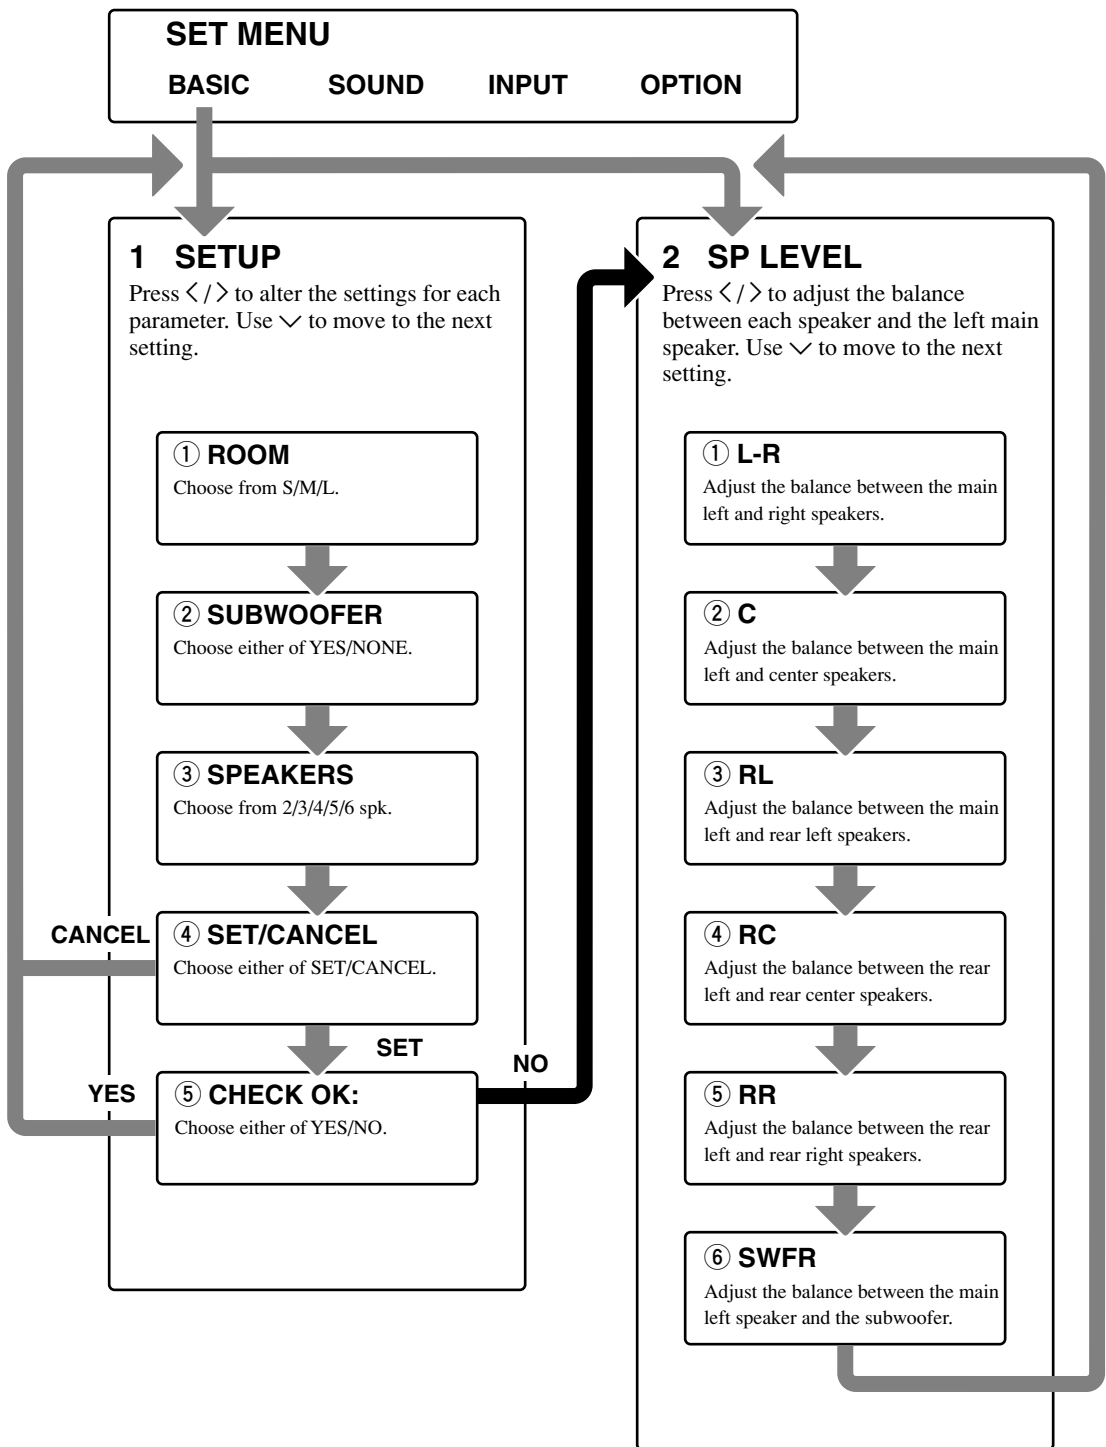 SET MENU
BASIC SOUND INPUT OPTION
1 SETUP
Press < / > to alter the settings for each
parameter. Use ∨ to move to the next
setting.
① ROOM
Choose from S/M/L.
② SUBWOOFER
Choose either of YES/NONE.
③ SPEAKERS
Choose from 2/3/4/5/6 spk.
CANCEL
④ SET/CANCEL
Choose either of SET/CANCEL.
SET
NO
YES
⑤ CHECK OK:
Choose either of YES/NO.
2 SP LEVEL
Press < / > to adjust the balance
between each speaker and the left main
speaker. Use ∨ to move to the next
setting.
① L-R
Adjust the balance between the main
left and right speakers.
② C
Adjust the balance between the main
left and center speakers.
③ RL
Adjust the balance between the main
left and rear left speakers.
④ RC
Adjust the balance between the rear
left and rear center speakers.
⑤ RR
Adjust the balance between the rear
left and rear right speakers.
⑥ SWFR
Adjust the balance between the main
left speaker and the subwoofer.